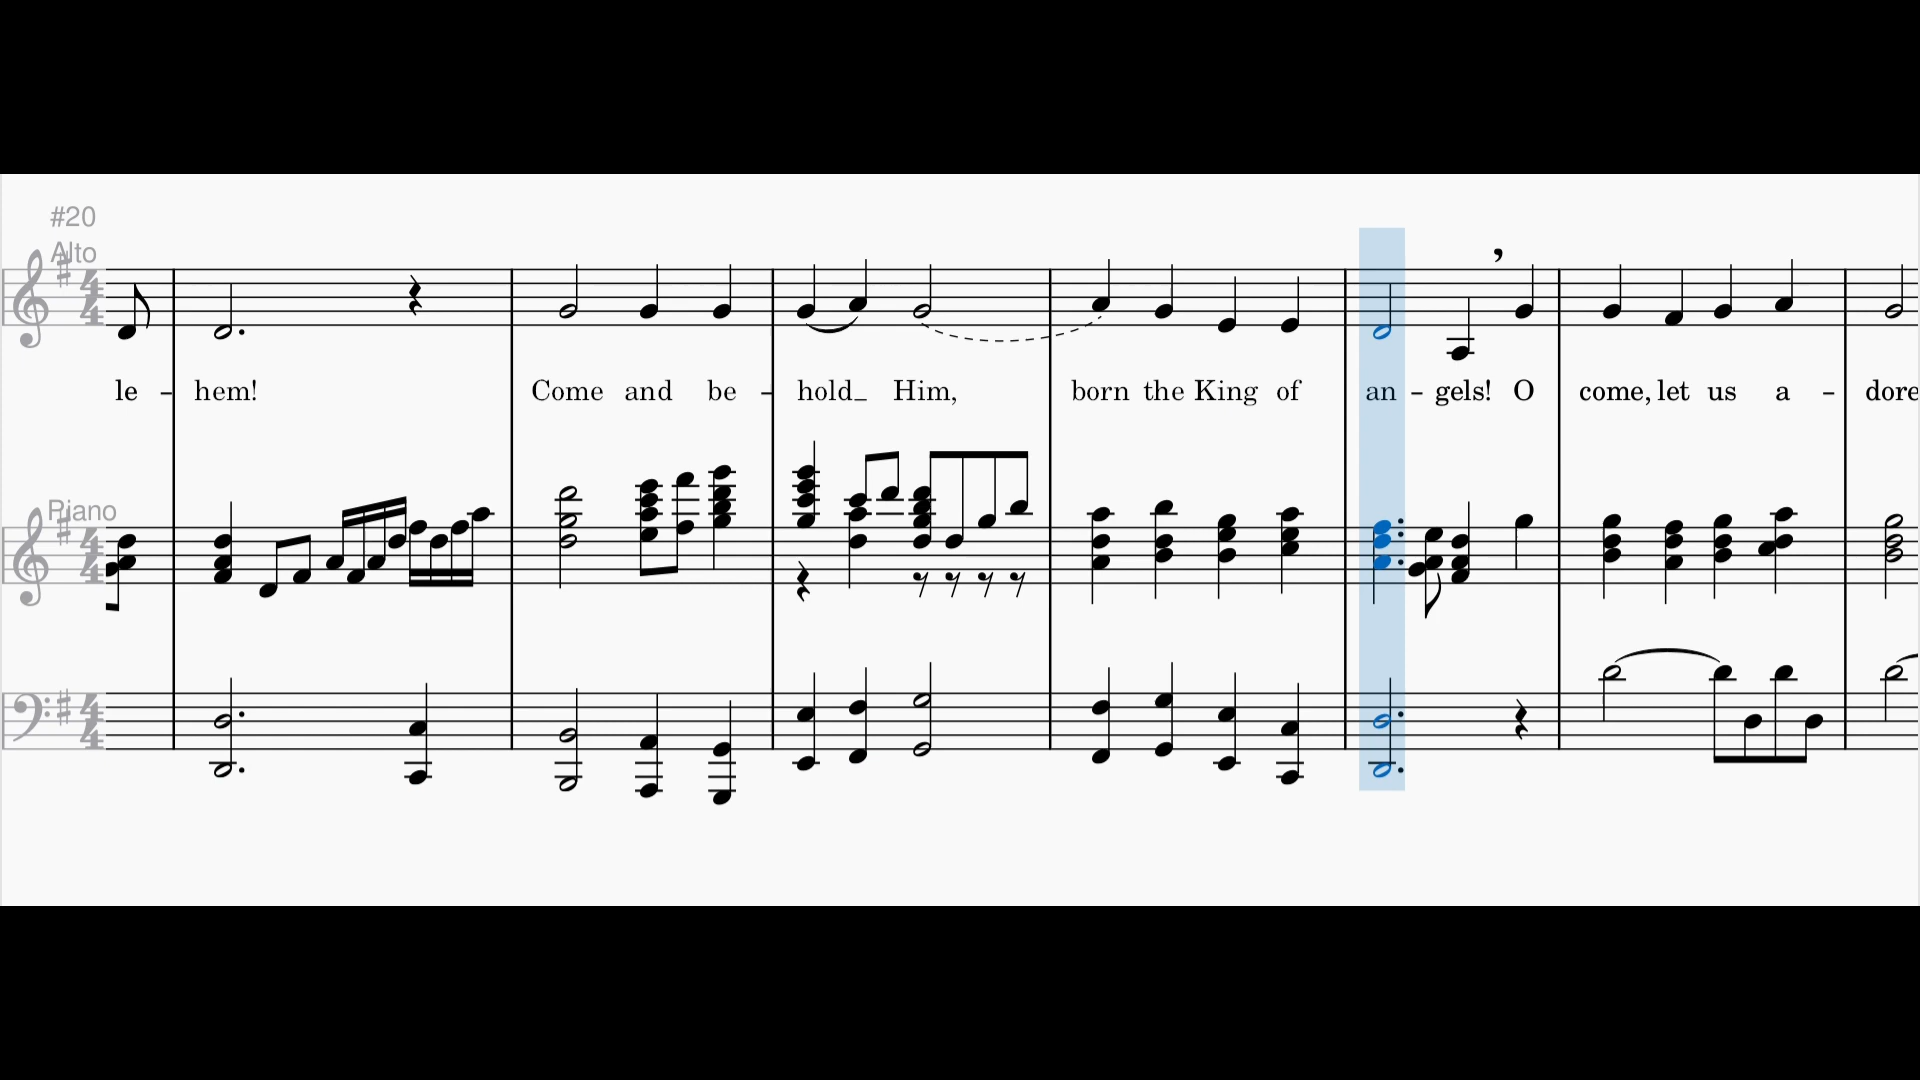 #20
Alto
le - hem! Come and be - hold_ Him, born the King of an - gels! O come, let us a - dore
Piano